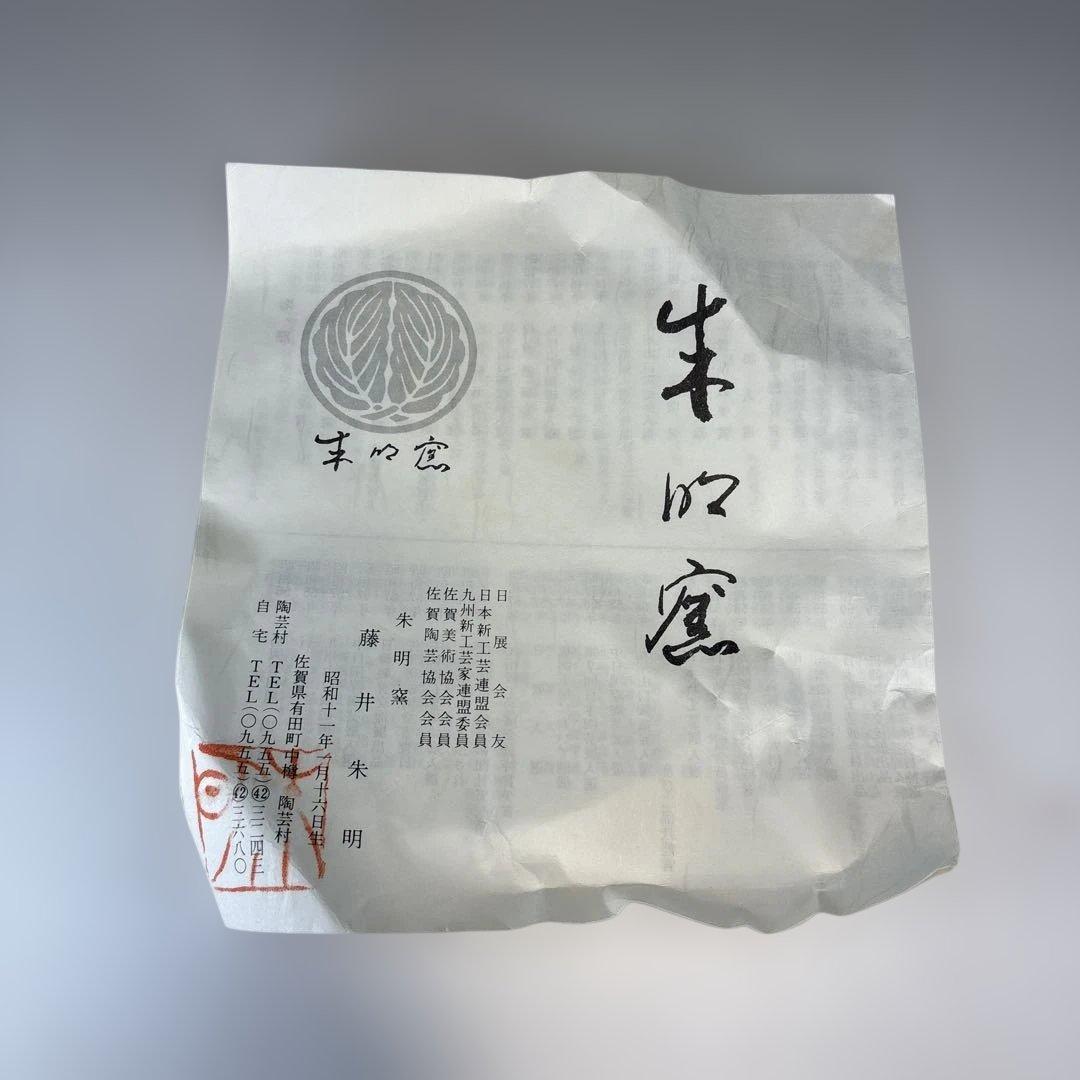 朱明窯
朱明窯
日展会友
日本新工芸連盟会員
九州新工芸家連盟委員
佐賀美術協会会員
佐賀陶芸協会会員
朱明窯
藤井朱明
昭和十一年一月十六日生
佐賀県有田町中樽 陶芸村
陶芸村 TEL(〇九五五)㊷三二四三
自宅 TEL(〇九五五)㊷三六八〇